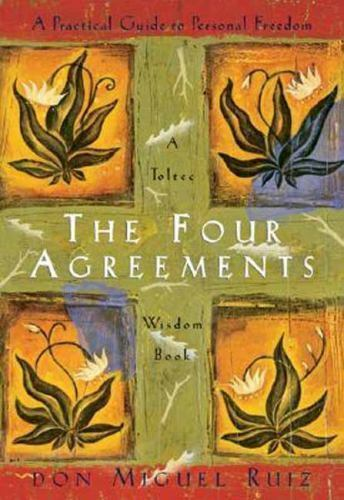 A Practical Guide to Personal Freedom
A
Toltec
THE FOUR
AGREEMENTS
Wisdom
Book
DON MIGUEL RUIZ